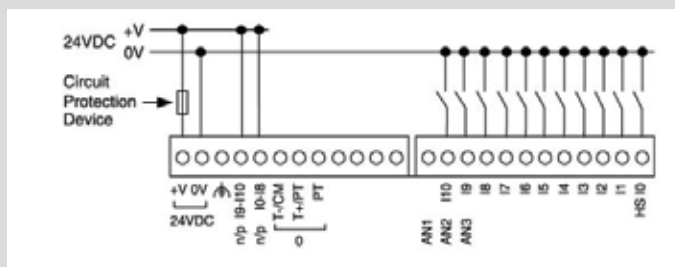 24VDC
+V
0V
Circuit
Protection
Device
+V 0V
24VDC
n/p I9-I10
n/p I0-I8
T-/CM
T+/PT
PT
0
AN1
I10
AN2
I9
AN3
I8
I7
I6
I5
I4
I3
I2
I1
HS I0